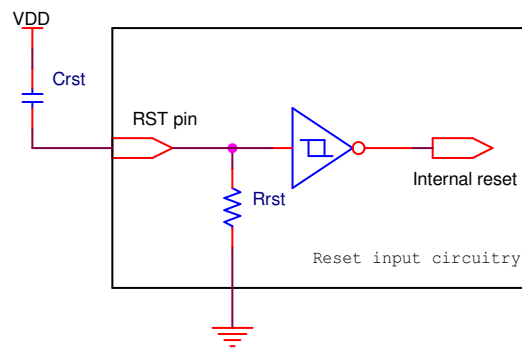 VDD
Crst
RST pin
Rrst
Internal reset
Reset input circuitry